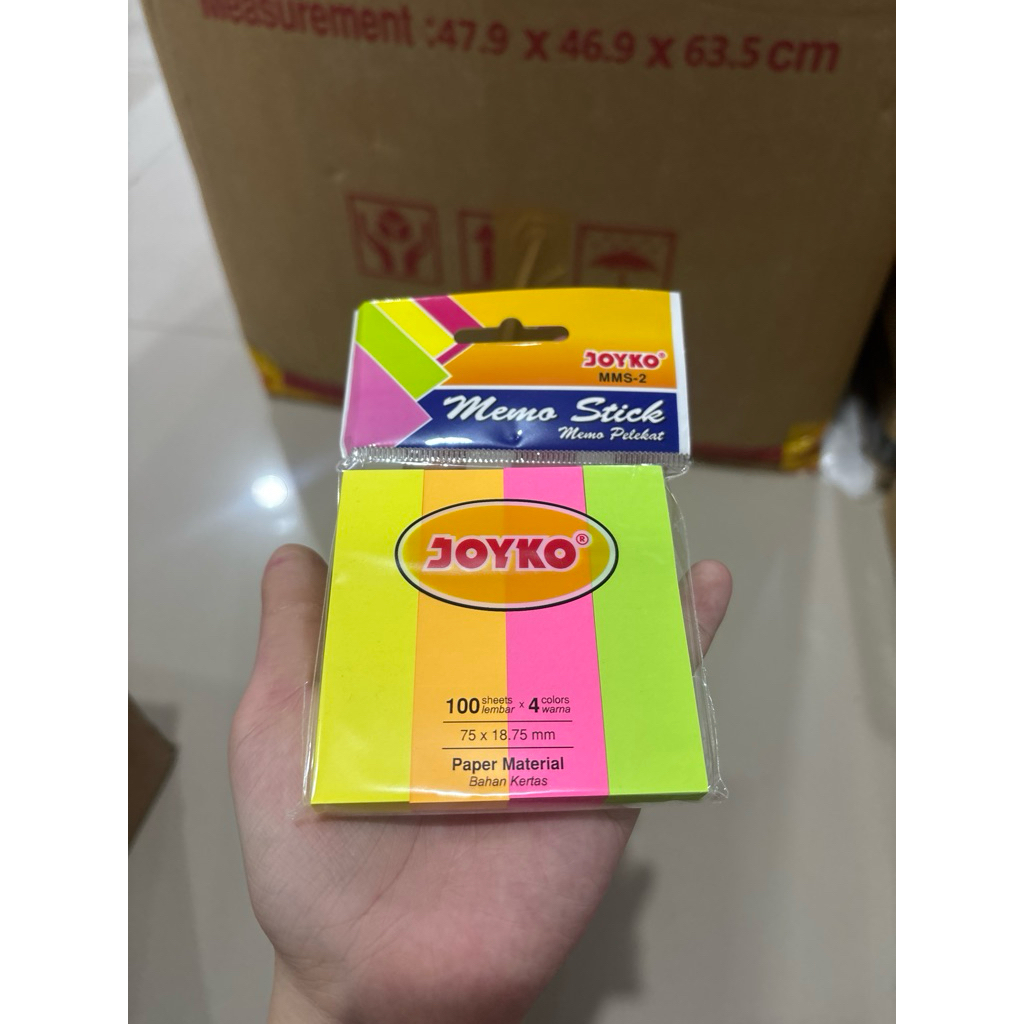 Measurement : 47.9 x 46.9 x 63.5 cm
JOYKO®
MMS-2
Memo Stick
Memo Pelekat
JOYKO®
100 sheets lembar x 4 colors warna
75 x 18.75 mm
Paper Material
Bahan Kertas